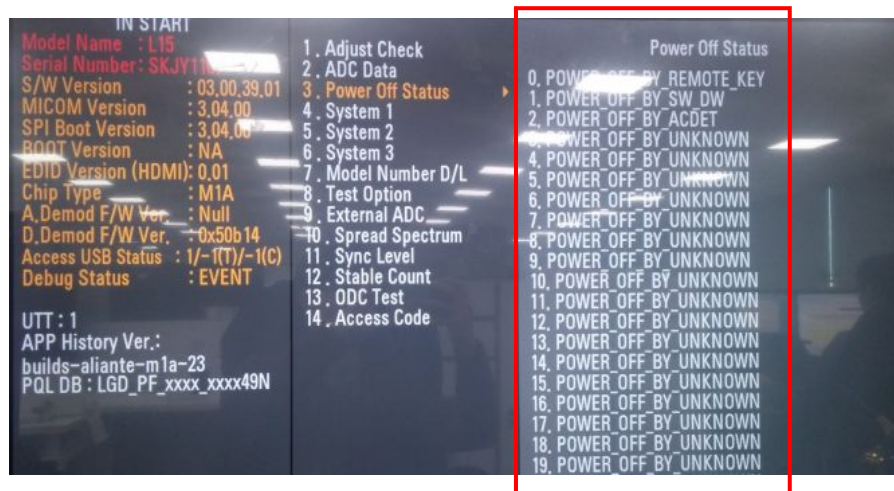 IN START
Model Name : L15
Serial Number : SKJY11
S/W Version : 03.00.39.01
MICOM Version : 3.04.00
SPI Boot Version : 3.04.00
BOOT Version : NA
EDID Version (HDMI): 0.01
Chip Type : M1A
A.Demod F/W Ver. : Null
D.Demod F/W Ver. : 0x50b14
Access USB Status : 1/-1(T)/-1(C)
Debug Status : EVENT
UTT : 1
APP History Ver.:
builds-aliante-m1a-23
PQL DB : LGD_PF_xxxx_xxxx49N
1. Adjust Check
2. ADC Data
3. Power Off Status
4. System 1
5. System 2
6. System 3
7. Model Number D/L
8. Test Option
9. External ADC
10. Spread Spectrum
11. Sync Level
12. Stable Count
13. ODC Test
14. Access Code
Power Off Status
0. POWER_OFF_BY_REMOTE_KEY
1. POWER_OFF_BY_SW_DW
2. POWER_OFF_BY_ACDET
3. POWER_OFF_BY_UNKNOWN
4. POWER_OFF_BY_UNKNOWN
5. POWER_OFF_BY_UNKNOWN
6. POWER_OFF_BY_UNKNOWN
7. POWER_OFF_BY_UNKNOWN
8. POWER_OFF_BY_UNKNOWN
9. POWER_OFF_BY_UNKNOWN
10. POWER_OFF_BY_UNKNOWN
11. POWER_OFF_BY_UNKNOWN
12. POWER_OFF_BY_UNKNOWN
13. POWER_OFF_BY_UNKNOWN
14. POWER_OFF_BY_UNKNOWN
15. POWER_OFF_BY_UNKNOWN
16. POWER_OFF_BY_UNKNOWN
17. POWER_OFF_BY_UNKNOWN
18. POWER_OFF_BY_UNKNOWN
19. POWER_OFF_BY_UNKNOWN